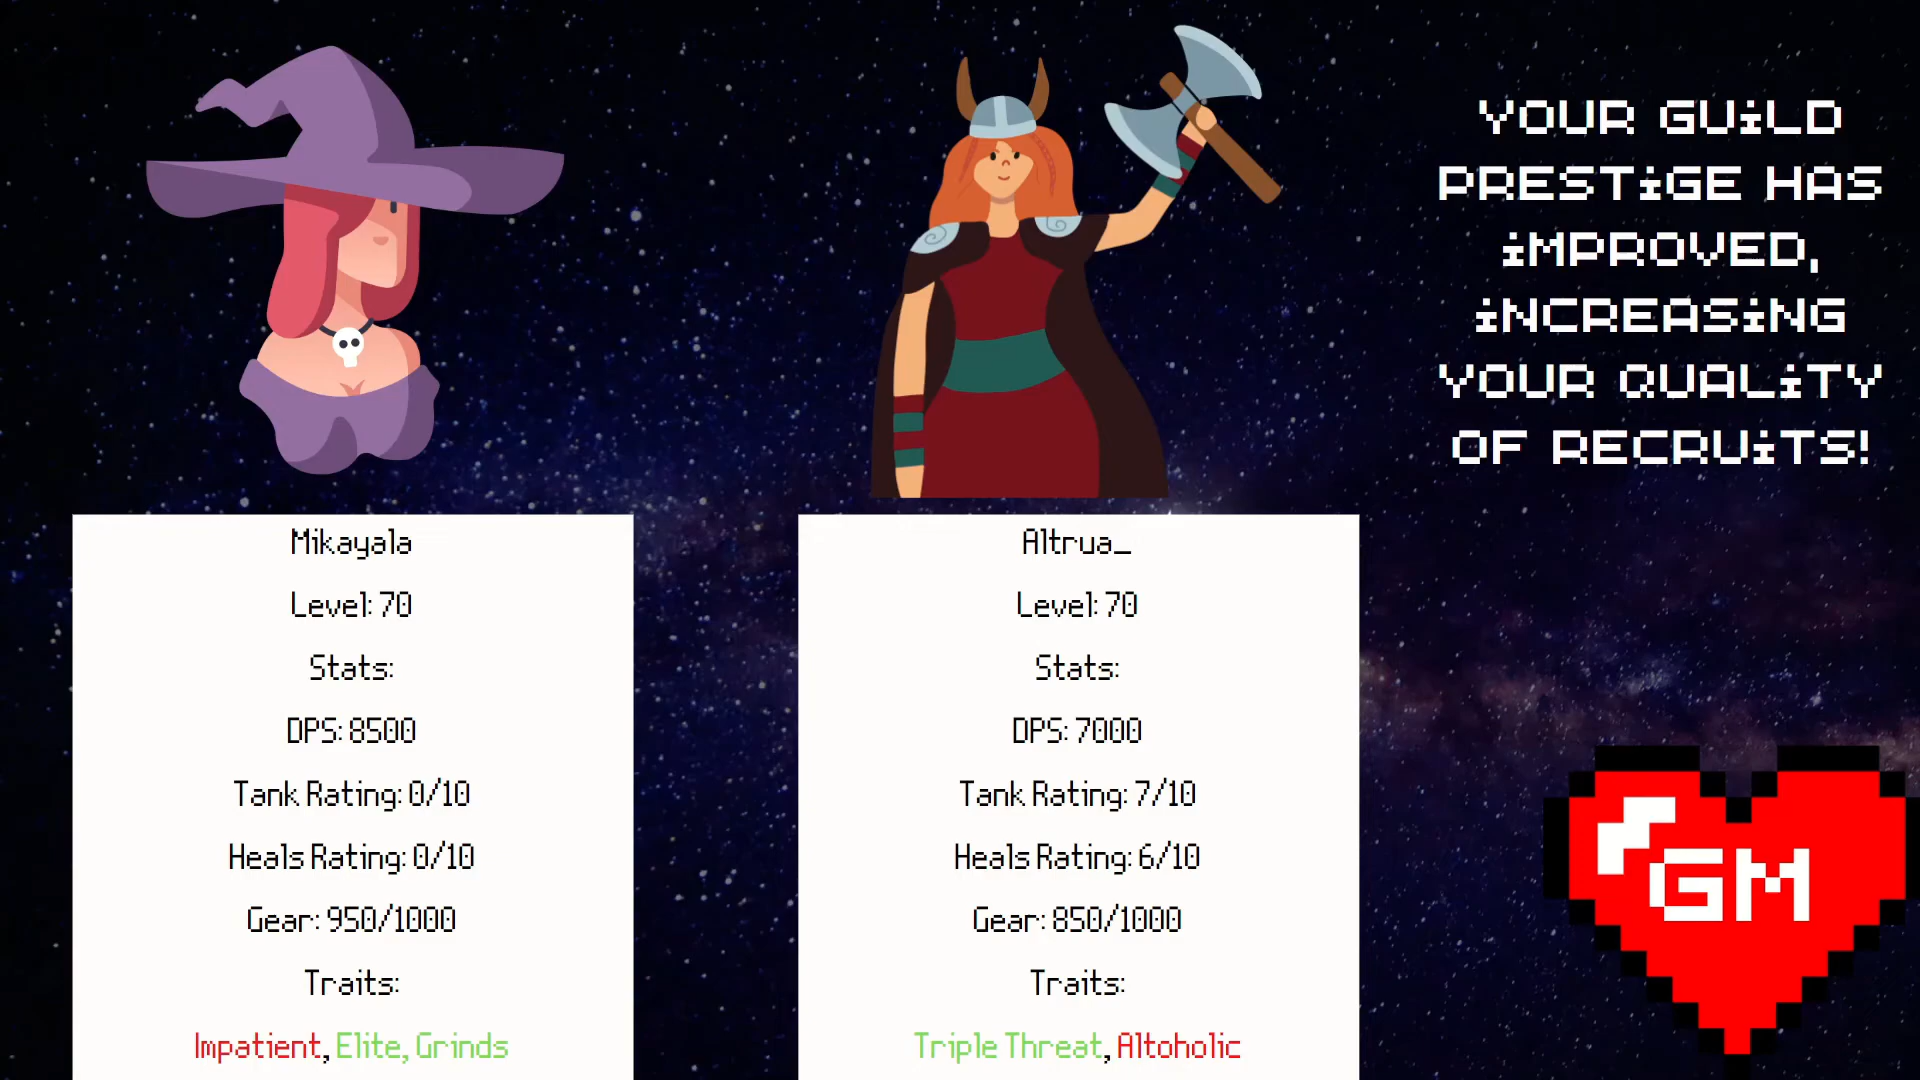 YOUR GUILD
PRESTIGE HAS
IMPROVED,
INCREASING
YOUR QUALITY
OF RECRUITS!
Mikayala
Level: 70
Stats:
DPS: 8500
Tank Rating: 0/10
Heals Rating: 0/10
Gear: 950/1000
Traits:
Impatient, Elite, Grinds
Altrua_
Level: 70
Stats:
DPS: 7000
Tank Rating: 7/10
Heals Rating: 6/10
Gear: 850/1000
Traits:
Triple Threat, Altoholic
GM